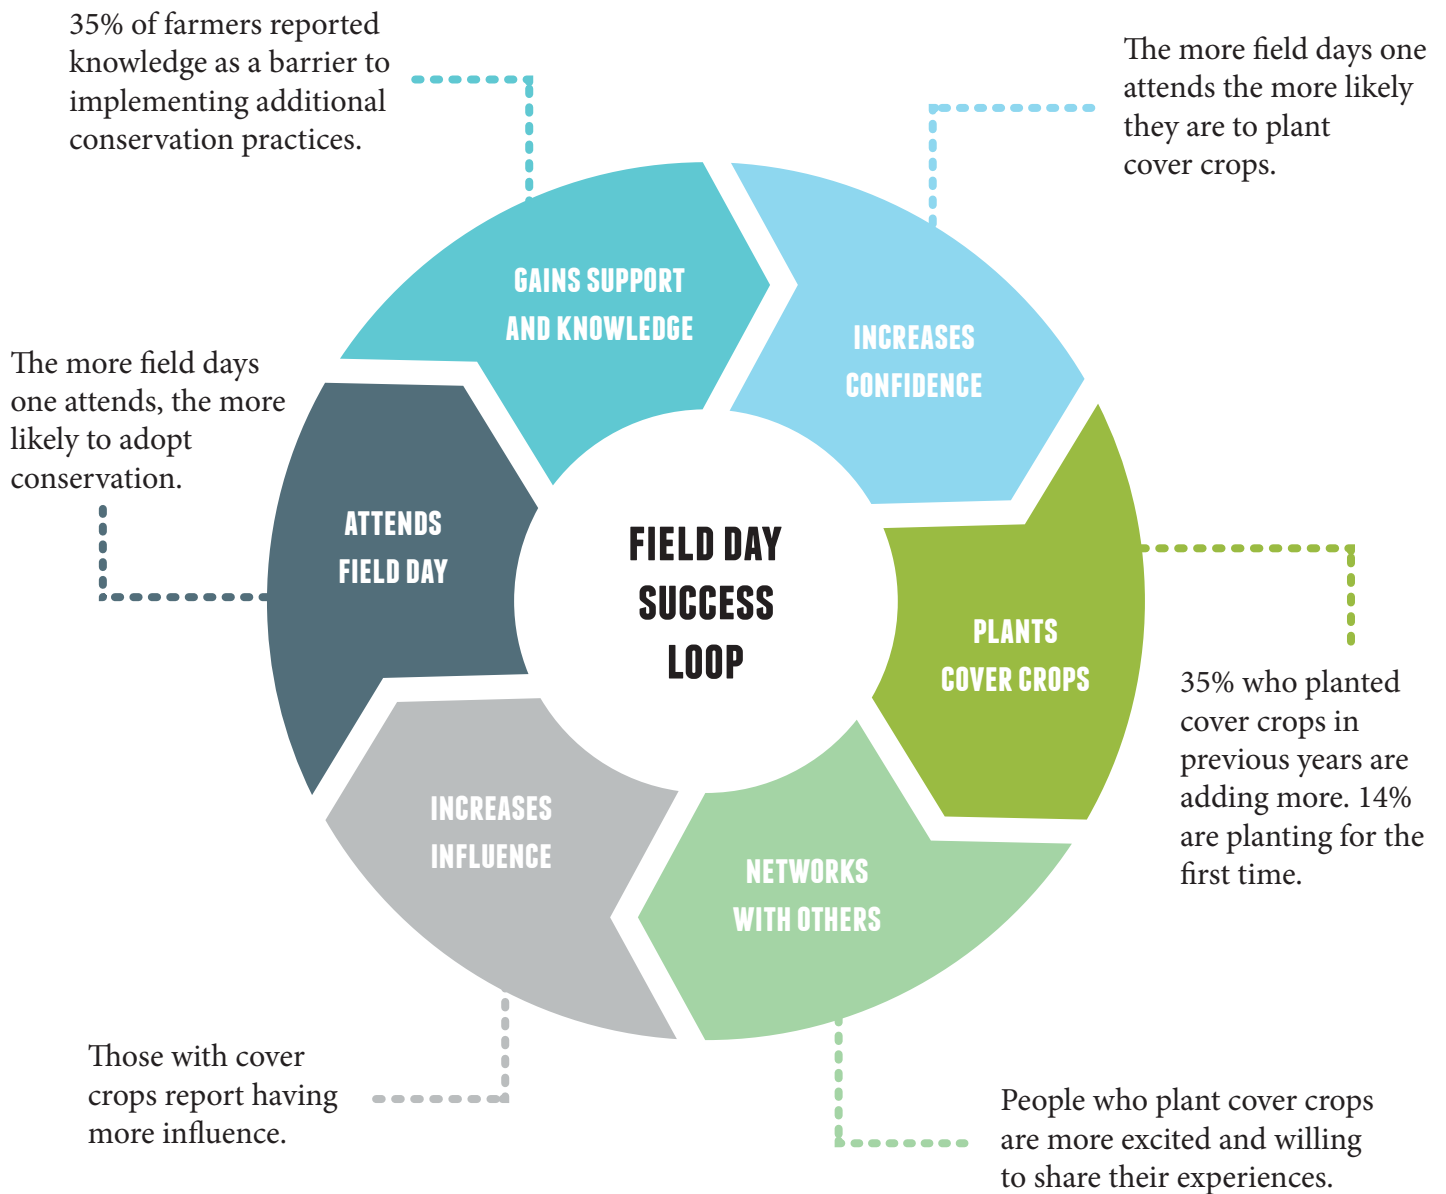 35% of farmers reported
knowledge as a barrier to
implementing additional
conservation practices.
The more field days one
attends the more likely
they are to plant
cover crops.
GAINS SUPPORT
AND KNOWLEDGE
INCREASES
CONFIDENCE
The more field days
one attends, the more
likely to adopt
conservation.
ATTENDS
FIELD DAY
FIELD DAY
SUCCESS
LOOP
PLANTS
COVER CROPS
35% who planted
cover crops in
previous years are
adding more. 14%
are planting for the
first time.
INCREASES
INFLUENCE
NETWORKS
WITH OTHERS
Those with cover
crops report having
more influence.
People who plant cover crops
are more excited and willing
to share their experiences.